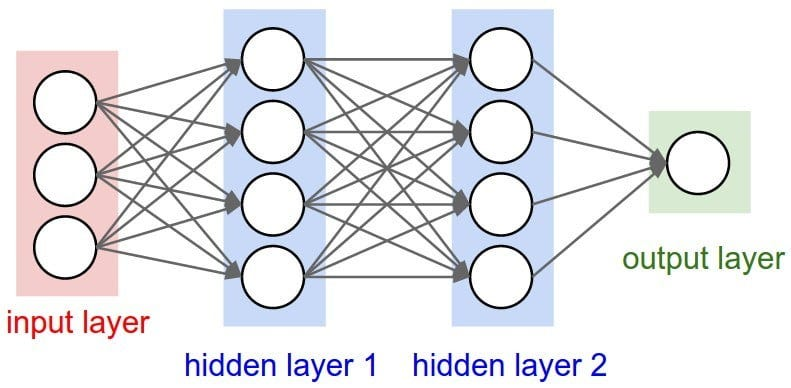 input layer
hidden layer 1
hidden layer 2
output layer